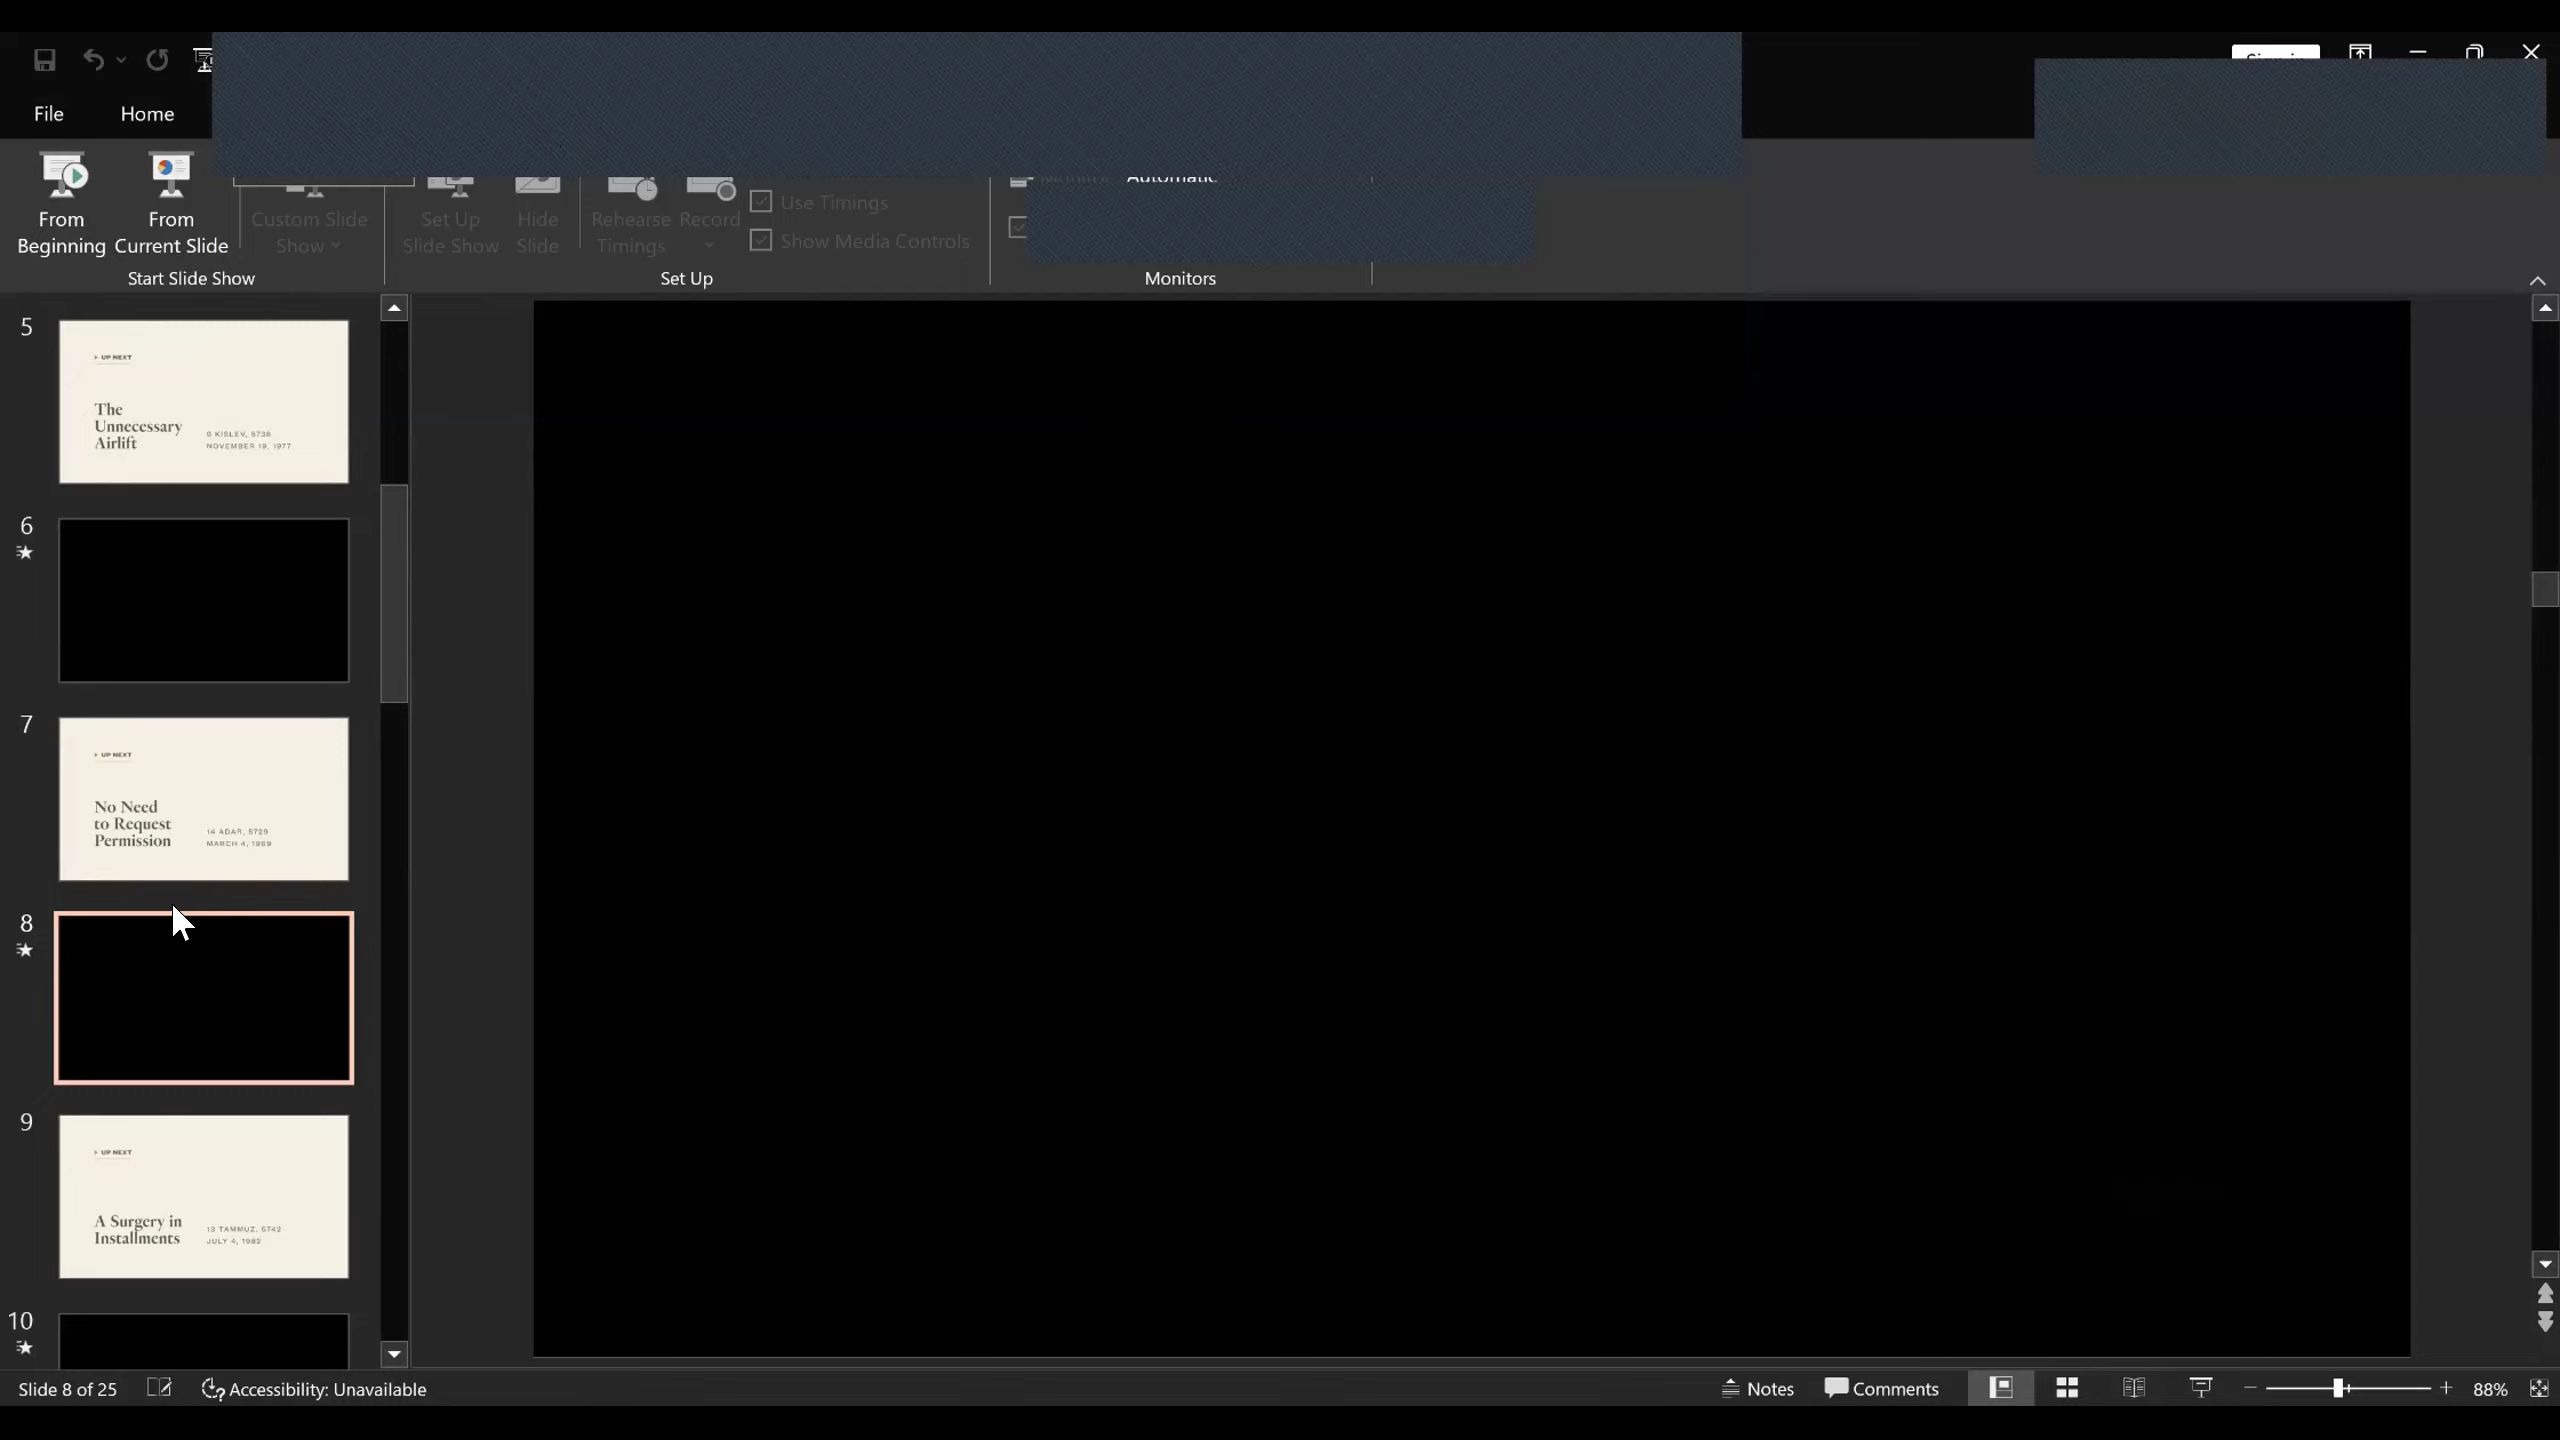 File Home
From Beginning
From Current Slide
Custom Slide Show
Set Up Slide Show
Hide Slide
Rehearse Timings
Record
Use Timings
Show Media Controls
Automatic
Start Slide Show
Set Up
Monitors
5
UP NEXT
The
Unnecessary
Airlift
9 KISLEV, 5738
NOVEMBER 19, 1977
6
7
UP NEXT
No Need
to Request
Permission
14 ADAR, 5729
MARCH 4, 1969
8
9
UP NEXT
A Surgery in
Installments
13 TAMMUZ, 5742
JULY 4, 1982
10
Slide 8 of 25
Accessibility: Unavailable
Notes
Comments
88%